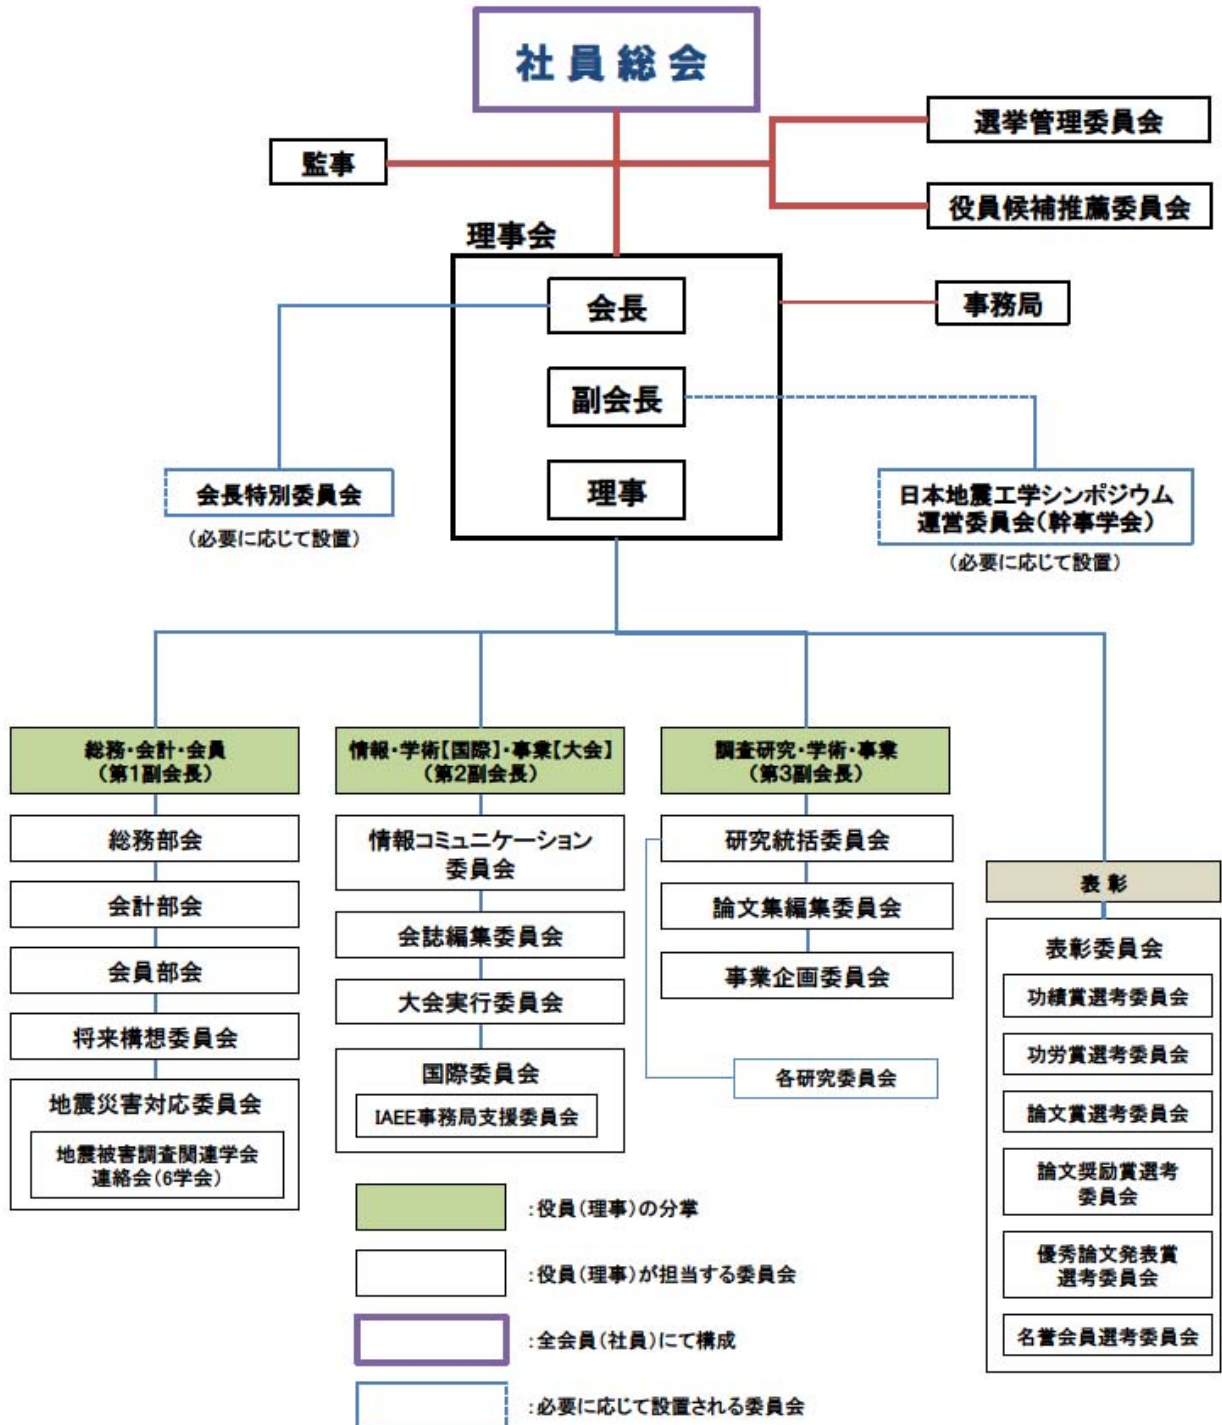 社員総会
監事
選挙管理委員会
役員候補推薦委員会
理事会
会長
事務局
副会長
理事
会長特別委員会
(必要に応じて設置)
日本地震工学シンポジウム
運営委員会(幹事学会)
(必要に応じて設置)
総務・会計・会員
(第1副会長)
総務部会
会計部会
会員部会
将来構想委員会
地震災害対応委員会
地震被害調査関連学会
連絡会(6学会)
情報・学術【国際】・事業【大会】
(第2副会長)
情報コミュニケーション
委員会
会誌編集委員会
大会実行委員会
国際委員会
IAEE事務局支援委員会
調査研究・学術・事業
(第3副会長)
研究統括委員会
論文集編集委員会
事業企画委員会
各研究委員会
表彰
表彰委員会
功績賞選考委員会
功労賞選考委員会
論文賞選考委員会
論文奨励賞選考
委員会
優秀論文発表賞
選考委員会
名誉会員選考委員会
:役員(理事)の分掌
:役員(理事)が担当する委員会
:全会員(社員)にて構成
:必要に応じて設置される委員会